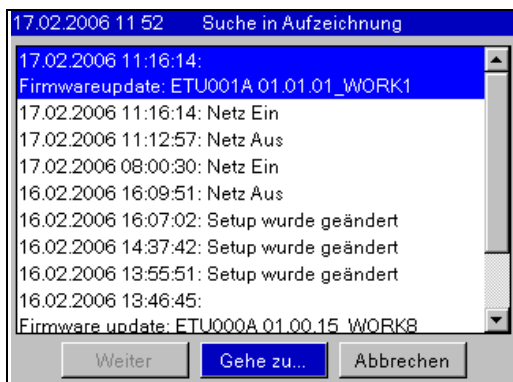 17.02.2006 11 52 Suche in Aufzeichnung
17.02.2006 11:16:14:
Firmwareupdate: ETU001A 01.01.01_WORK1
17.02.2006 11:16:14: Netz Ein
17.02.2006 11:12:57: Netz Aus
17.02.2006 08:00:30: Netz Ein
16.02.2006 16:09:51: Netz Aus
16.02.2006 16:07:02: Setup wurde geändert
16.02.2006 14:37:42: Setup wurde geändert
16.02.2006 13:55:51: Setup wurde geändert
16.02.2006 13:46:45:
Firmware update: ETU000A 01.00.15_WORK8
Weiter Gehe zu... Abbrechen